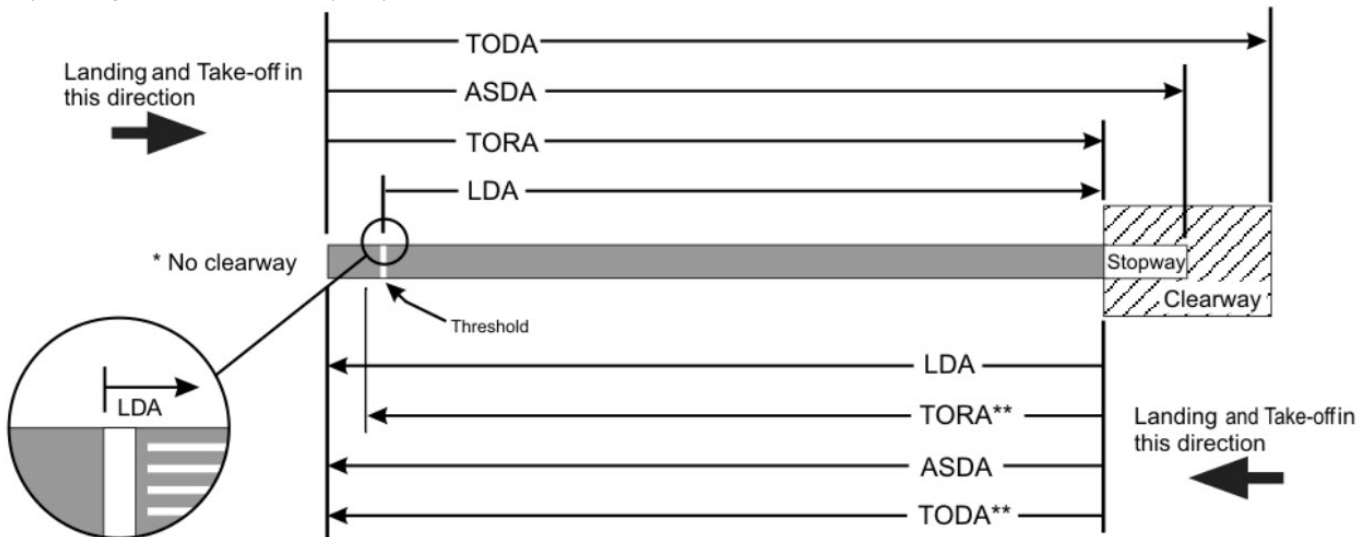 TODA
Landing and Take-off in
this direction
ASDA
TORA
LDA
* No clearway
Stopway
Clearway
Threshold
LDA
LDA
TORA**
Landing and Take-off in
this direction
ASDA
TODA**